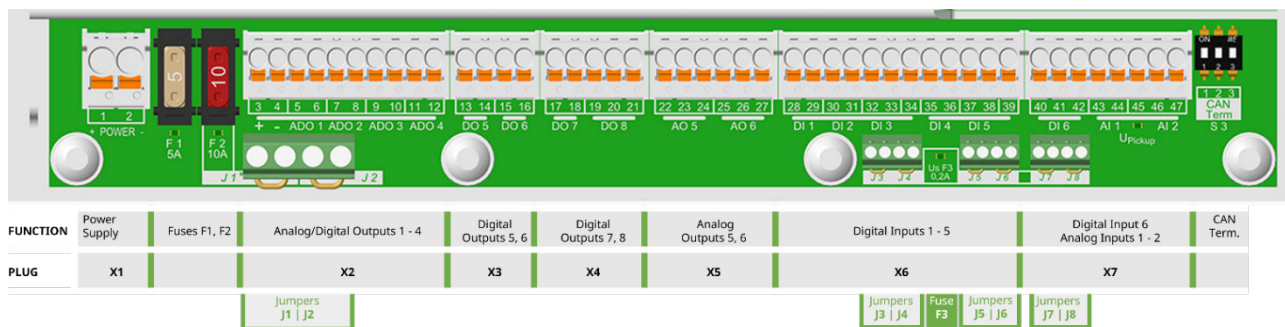 5
10
ON
1 2 3
1 2
3 4 5 6 7 8 9 10 11 12
13 14 15 16
17 18 19 20 21
22 23 24 25 26 27
28 29 30 31 32 33 34 35 36 37 38 39
40 41 42 43 44 45 46 47
1 2 3
+ POWER -
+ - ADO 1 ADO 2 ADO 3 ADO 4
DO 5 DO 6
DO 7 DO 8
AO 5 AO 6
DI 1 DI 2 DI 3 DI 4 DI 5
DI 6 AI 1 AI 2
UPickup
CAN
Term
S 3
F 1
5A
F 2
10A
J 1
J 2
J 3 J 4
Us F3
0,2A
J 5 J 6
J 7 J 8
FUNCTION
Power
Supply
Fuses F1, F2
Analog/Digital Outputs 1 - 4
Digital
Outputs 5, 6
Digital
Outputs 7, 8
Analog
Outputs 5, 6
Digital Inputs 1 - 5
Digital Input 6
Analog Inputs 1 - 2
CAN
Term.
PLUG X1 X2 X3 X4 X5 X6 X7
Jumpers
J1 | J2
Jumpers
J3 | J4
Fuse
F3
Jumpers
J5 | J6
Jumpers
J7 | J8